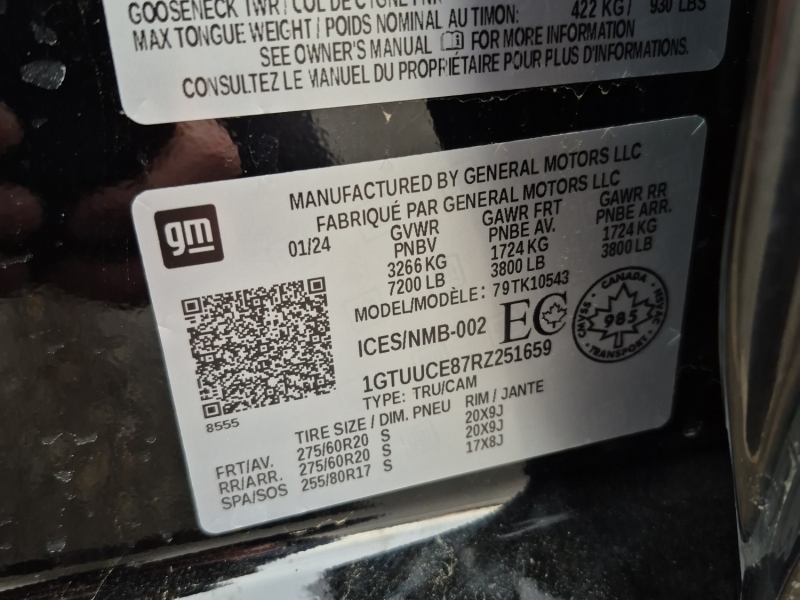 GOOSENECK TWR / COL DE CYGNE
422 KG / 930 LBS
MAX TONGUE WEIGHT / POIDS NOMINAL AU TIMON:
SEE OWNER'S MANUAL FOR MORE INFORMATION
CONSULTEZ LE MANUEL DU PROPRIÉTAIRE POUR PLUS D'INFORMATIONS.
gm
MANUFACTURED BY GENERAL MOTORS LLC
FABRIQUÉ PAR GENERAL MOTORS LLC
01/24
GVWR
PNBV
3266 KG
7200 LB
GAWR FRT
PNBE AV.
1724 KG
3800 LB
GAWR RR
PNBE ARR.
1724 KG
3800 LB
MODEL/MODÈLE: 79TK10543
ICES/NMB-002
EC
CANADA
985
TRANSPORT
1GTUUCE87RZ251659
TYPE: TRU/CAM
8555
TIRE SIZE / DIM. PNEU RIM / JANTE
FRT/AV. 275/60R20 S 20X9J
RR/ARR. 275/60R20 S 20X9J
SPA/SOS 255/80R17 S 17X8J